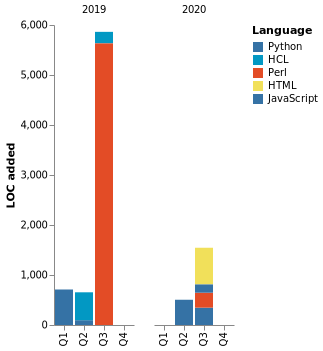 2019
2020
Language
Python
HCL
Perl
HTML
JavaScript
LOC added
6,000
5,000
4,000
3,000
2,000
1,000
0
Q1
Q2
Q3
Q4
Q1
Q2
Q3
Q4